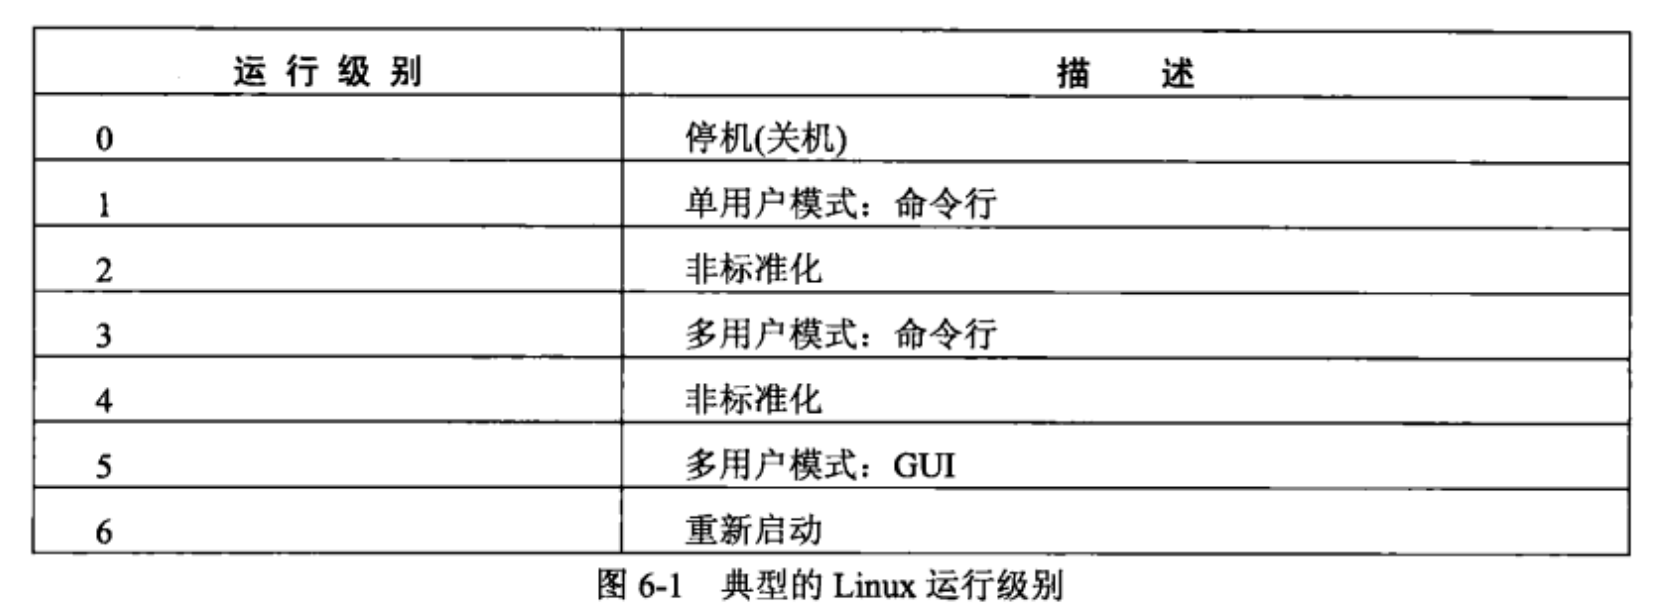 运行级别 描 述
0 停机(关机)
1 单用户模式：命令行
2 非标准化
3 多用户模式：命令行
4 非标准化
5 多用户模式：GUI
6 重新启动
图 6-1 典型的 Linux 运行级别